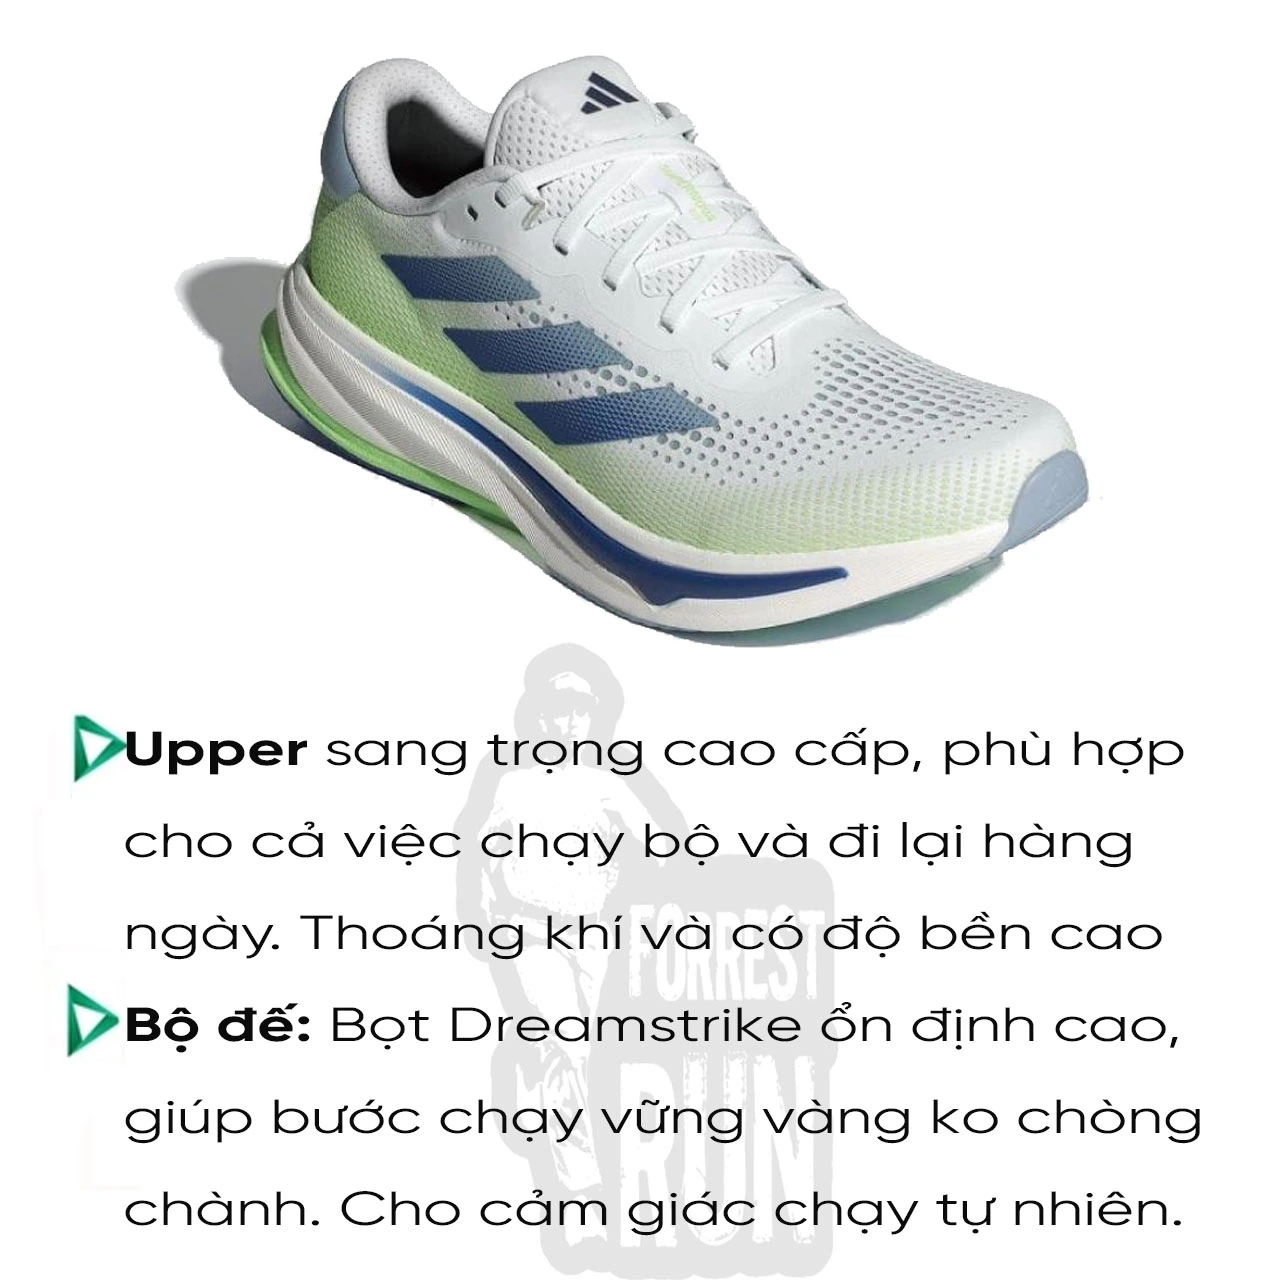 Upper sang trọng cao cấp, phù hợp
cho cả việc chạy bộ và đi lại hàng
ngày. Thoáng khí và có độ bền cao
Bộ đế: Bọt Dreamstrike ổn định cao,
giúp bước chạy vững vàng ko chòng
chành. Cho cảm giác chạy tự nhiên.
FORREST
RUN